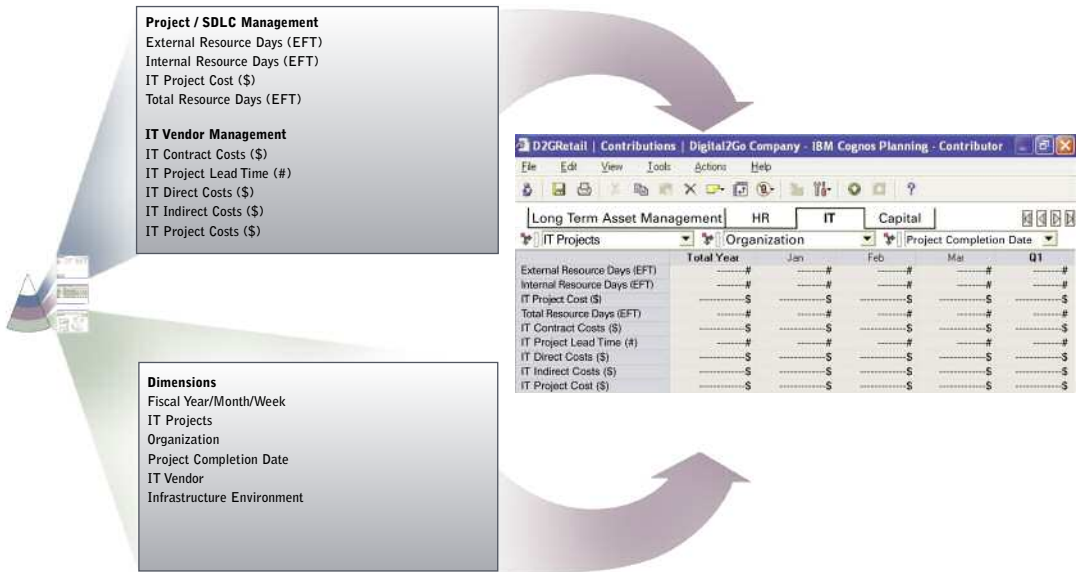 Project / SDLC Management
External Resource Days (EFT)
Internal Resource Days (EFT)
IT Project Cost ($)
Total Resource Days (EFT)
IT Vendor Management
IT Contract Costs ($)
IT Project Lead Time (#)
IT Direct Costs ($)
IT Indirect Costs ($)
IT Project Costs ($)
Dimensions
Fiscal Year/Month/Week
IT Projects
Organization
Project Completion Date
IT Vendor
Infrastructure Environment
D2GRetail | Contributions | Digital2Go Company - IBM Cognos Planning - Contributor
File Edit View Tools Actions Help
Long Term Asset Management HR IT Capital
IT Projects Organization Project Completion Date
Total Year Jan Feb Mar Q1
External Resource Days (EFT) -------# -------# -------# -------# -------#
Internal Resource Days (EFT) -------# -------# -------# -------# -------#
IT Project Cost ($) ------------$ ------------$ ------------$ ------------$ ------------$
Total Resource Days (EFT) -------# -------# -------# -------# -------#
IT Contract Costs ($) ------------$ ------------$ ------------$ ------------$ ------------$
IT Project Lead Time (#) -------# -------# -------# -------# -------#
IT Direct Costs ($) ------------$ ------------$ ------------$ ------------$ ------------$
IT Indirect Costs ($) ------------$ ------------$ ------------$ ------------$ ------------$
IT Project Cost ($) ------------$ ------------$ ------------$ ------------$ ------------$